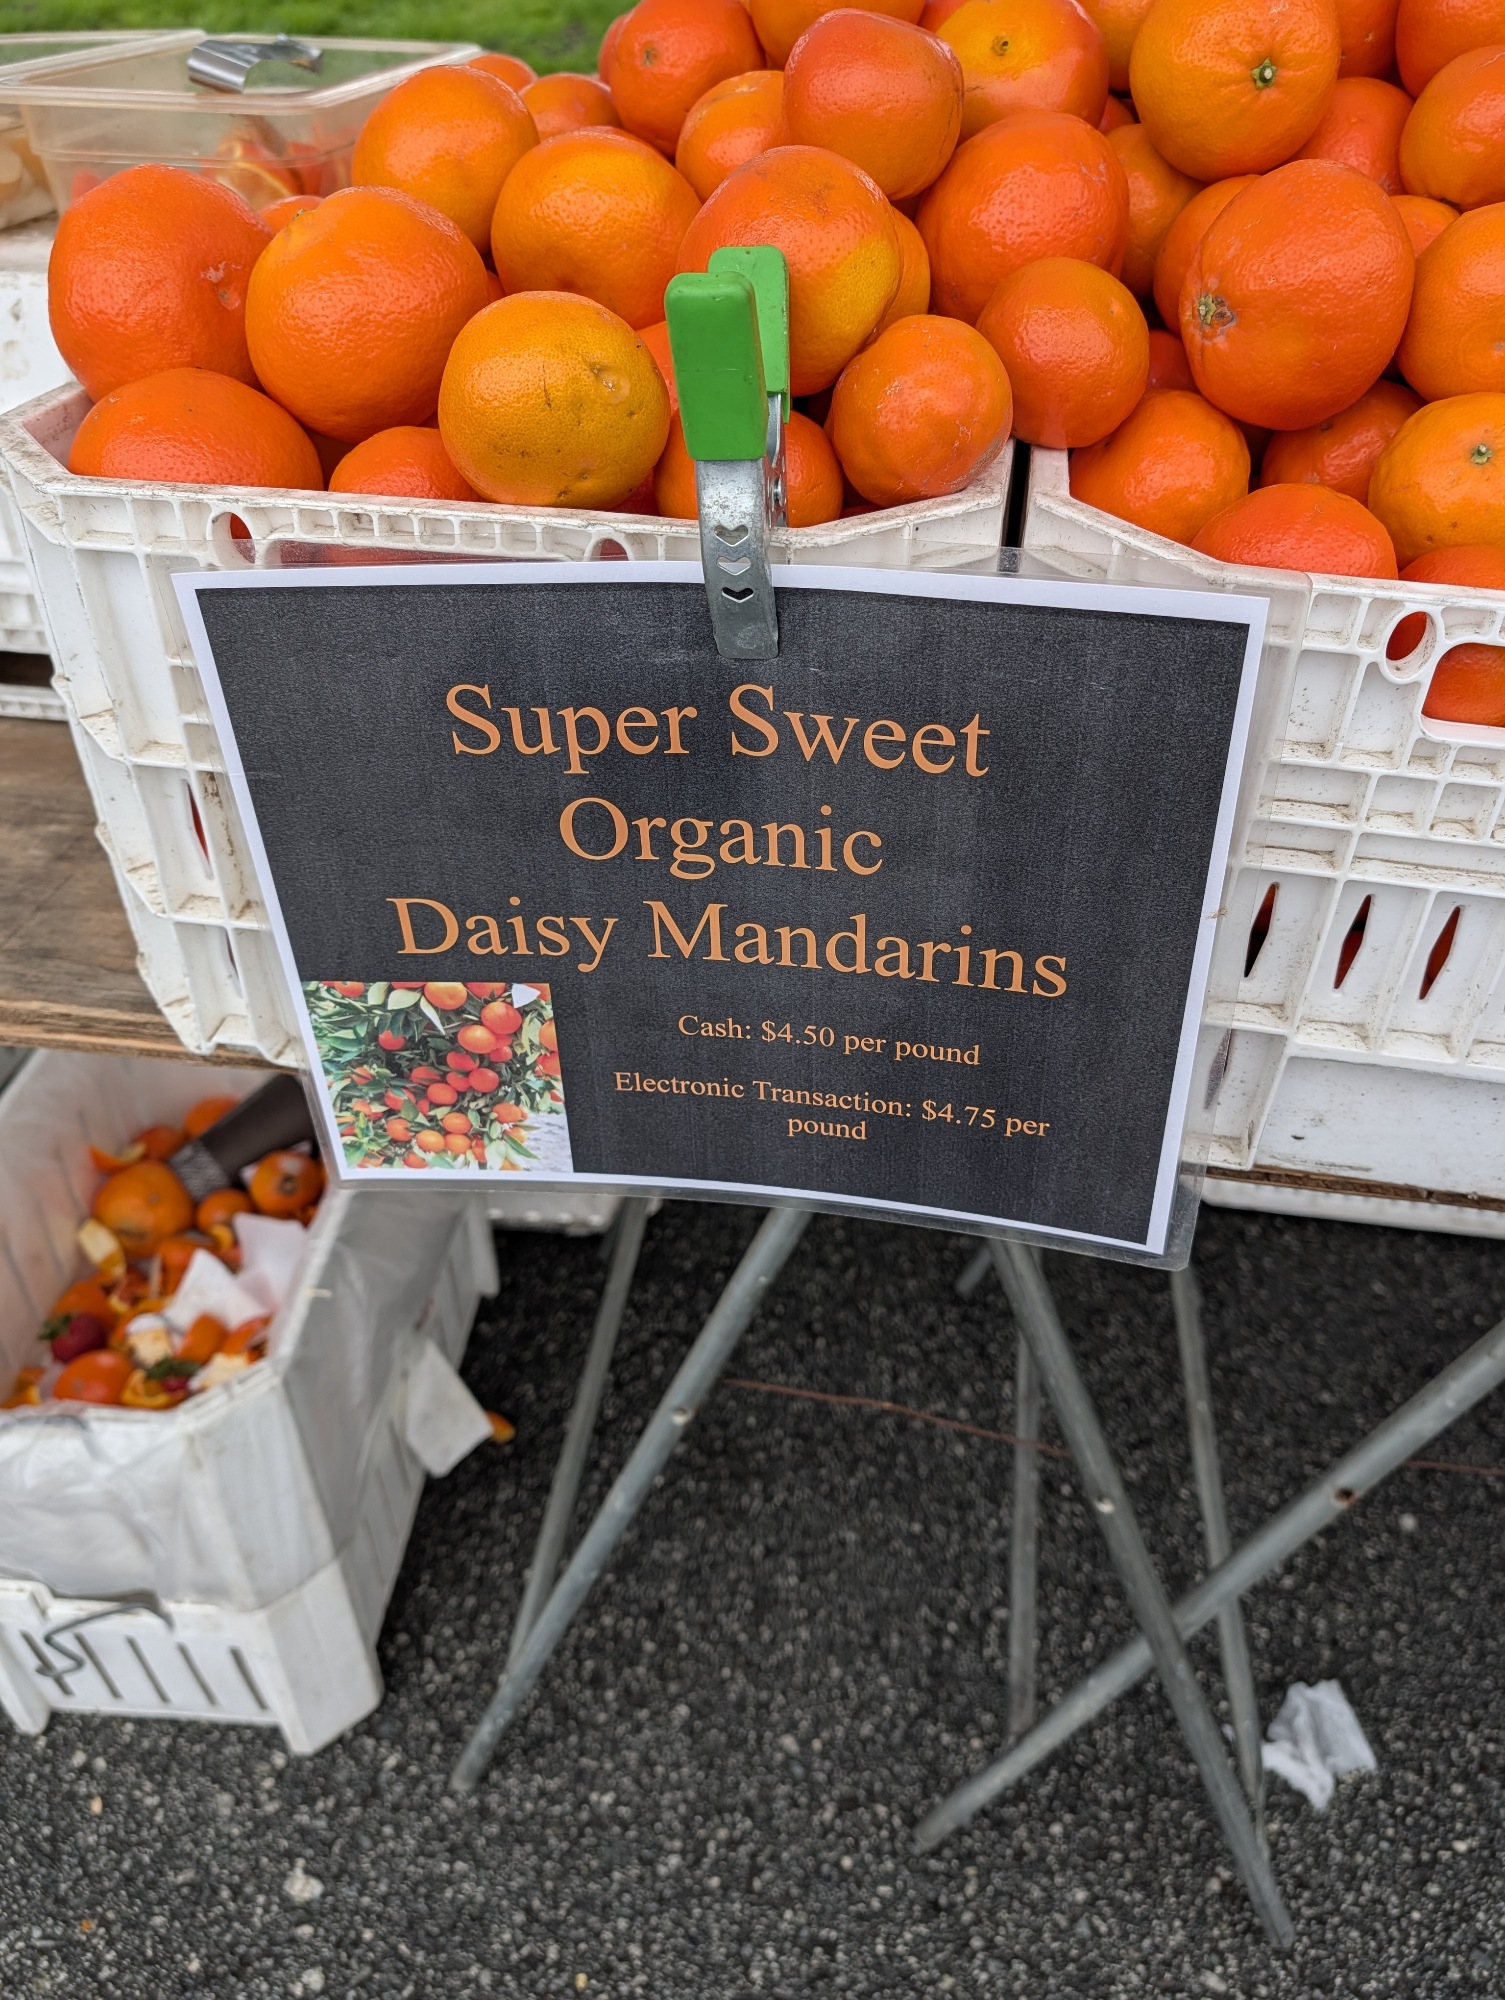 Super Sweet
Organic
Daisy Mandarins
Cash: $4.50 per pound
Electronic Transaction: $4.75 per
pound